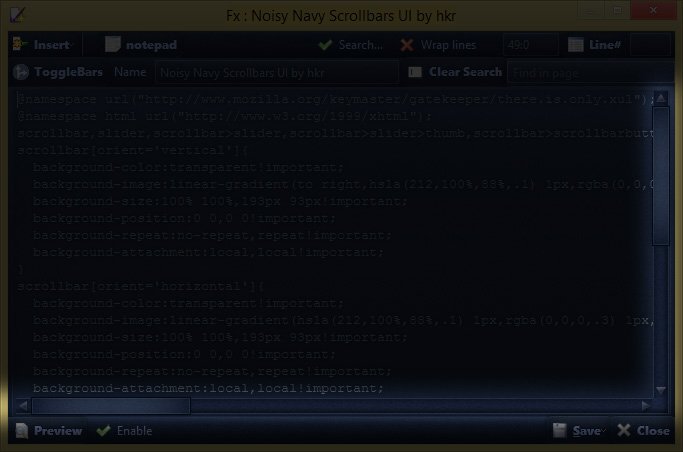 Fx : Noisy Navy Scrollbars UI by hkr
Insert notepad Search... Wrap lines 49.0 Line#
ToggleBars Name Noisy Navy Scrollbars UI by hkr Clear Search Find in page
@namespace url("http://www.mozilla.org/keymaster/gatekeeper/there.is.only.xul");
@namespace html url("http://www.w3.org/1999/xhtml");
scrollbar,slider,scrollbar>slider,scrollbar>slider>thumb,scrollbar>scrollbarbutt
scrollbar[orient='vertical']{
background-color:transparent!important;
background-image:linear-gradient(to right,hsla(212,100%,88%,.1) 1px,rgba(0,0,0
background-size:100% 100%,193px 93px!important;
background-position:0 0,0 0!important;
background-repeat:no-repeat,repeat!important;
background-attachment:local,local!important;
}
scrollbar[orient='horizontal']{
background-color:transparent!important;
background-image:linear-gradient(hsla(212,100%,88%,.1) 1px,rgba(0,0,0,.3) 1px,
background-size:100% 100%,193px 93px!important;
background-position:0 0,0 0!important;
background-repeat:no-repeat,repeat!important;
background-attachment:local,local!important;
Preview Enable Save Close